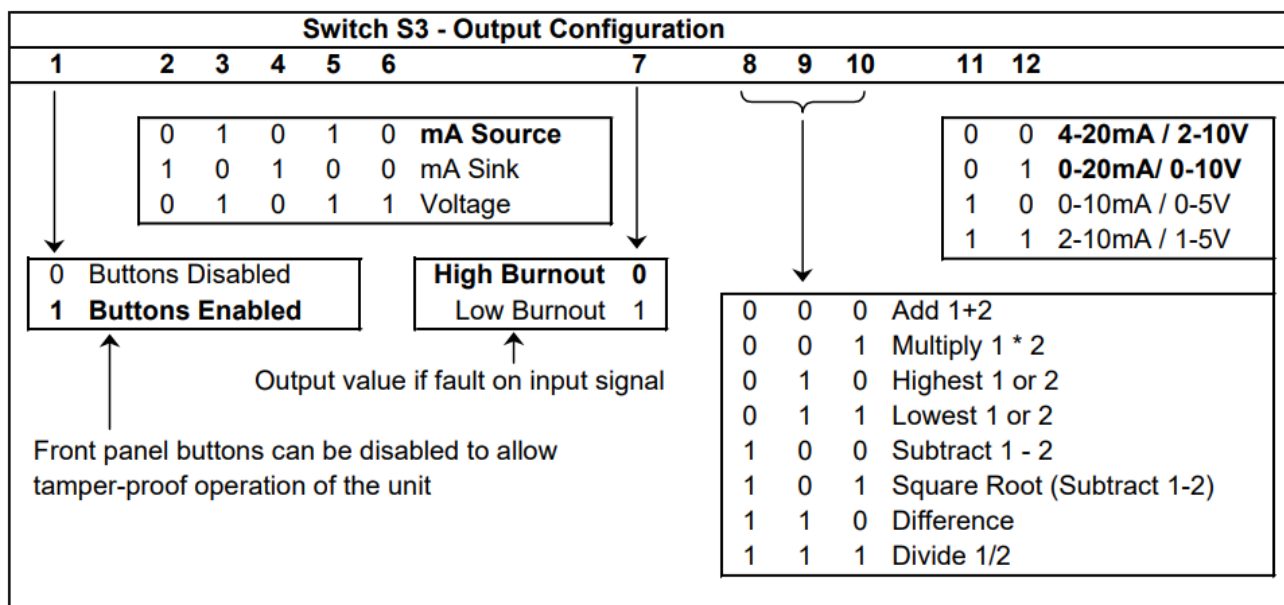 Switch S3 - Output Configuration
1 2 3 4 5 6 7 8 9 10 11 12
0 1 0 1 0 mA Source
1 0 1 0 0 mA Sink
0 1 0 1 1 Voltage
0 0 4-20mA / 2-10V
0 1 0-20mA/ 0-10V
1 0 0-10mA / 0-5V
1 1 2-10mA / 1-5V
0 Buttons Disabled
1 Buttons Enabled
High Burnout 0
Low Burnout 1
Output value if fault on input signal
Front panel buttons can be disabled to allow
tamper-proof operation of the unit
0 0 0 Add 1+2
0 0 1 Multiply 1 * 2
0 1 0 Highest 1 or 2
0 1 1 Lowest 1 or 2
1 0 0 Subtract 1 - 2
1 0 1 Square Root (Subtract 1-2)
1 1 0 Difference
1 1 1 Divide 1/2